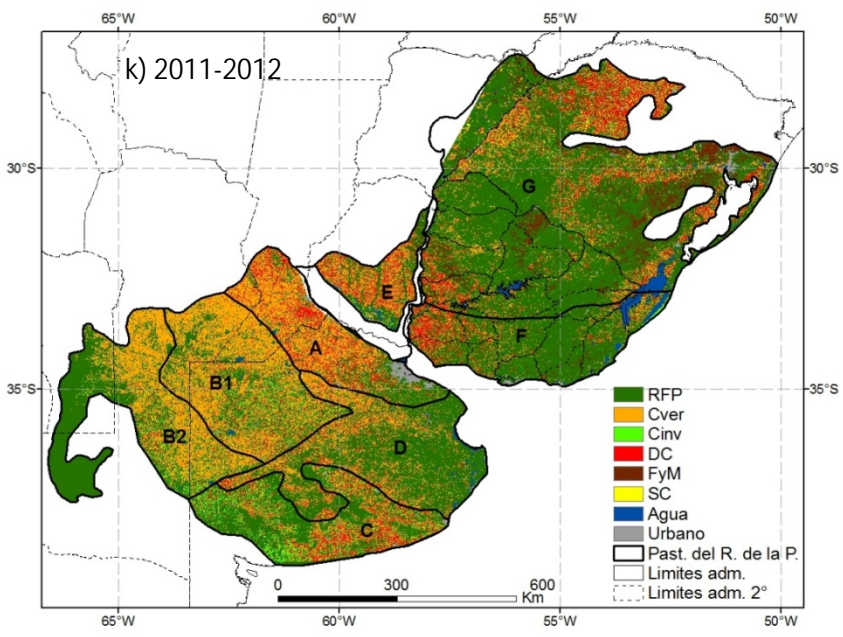 65°W 60°W 55°W 50°W
k) 2011-2012
30°S 30°S
G
E
F
A
35°S 35°S
B1
B2
D
C
RFP
Cver
Cinv
DC
FyM
SC
Agua
Urbano
Past. del R. de la P.
Limites adm.
Limites adm. 2°
0 300 600
Km
65°W 60°W 55°W 50°W